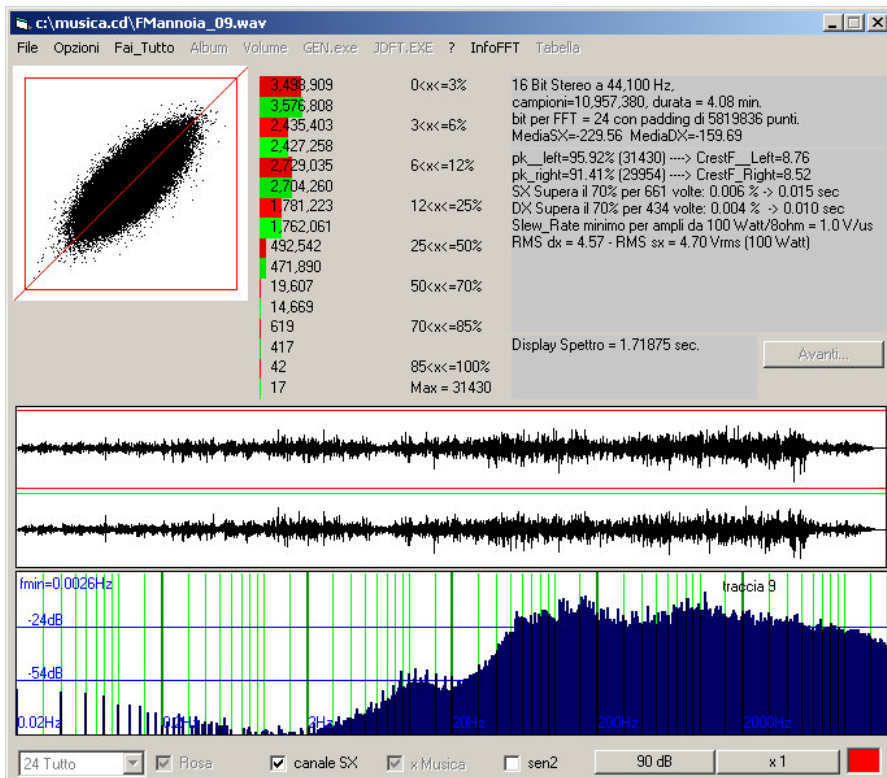 c:\musica.cd\FMannoia_09.wav
File Opzioni Fai_Tutto Album Volume GEN.exe JDFT.EXE ? InfoFFT Tabella
3,498,909 0<x<=3%
3,576,808
2,435,403 3<x<=6%
2,427,258
2,729,035 6<x<=12%
2,704,260
1,781,223 12<x<=25%
1,762,061
492,542 25<x<=50%
471,890
19,607 50<x<=70%
14,669
619 70<x<=85%
417
42 85<x<=100%
17 Max = 31430
16 Bit Stereo a 44,100 Hz,
campioni=10,957,380, durata = 4.08 min.
bit per FFT = 24 con padding di 5819836 punti.
MediaSX=-229.56 MediaDX=-159.69
pk__left=95.92% (31430) ----> CrestF__Left=8.76
pk_right=91.41% (29954) ----> CrestF_Right=8.52
SX Supera il 70% per 661 volte: 0.006 % -> 0.015 sec
DX Supera il 70% per 434 volte: 0.004 % -> 0.010 sec
Slew_Rate minimo per ampli da 100 Watt/8ohm = 1.0 V/us
RMS dx = 4.57 - RMS sx = 4.70 Vrms (100 Watt)
Display Spettro = 1.71875 sec.
Avanti...
fmin=0.0026Hz
traccia 9
-24dB
-54dB
0.02Hz 0.2Hz 2Hz 20Hz 200Hz 2000Hz
24 Tutto Rosa canale SX x Musica sen2 90 dB x 1